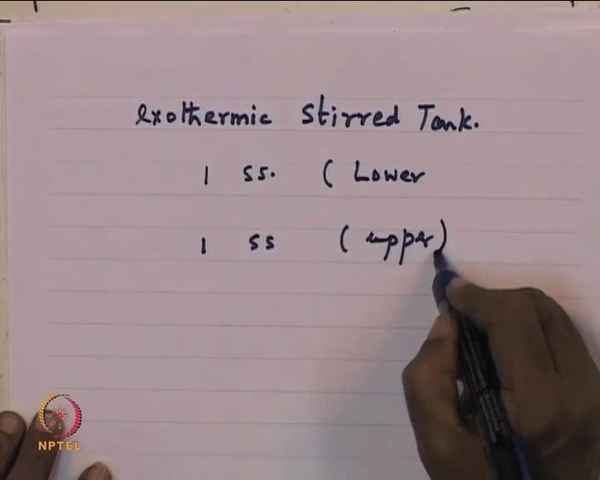 exothermic Stirred Tank.
1 SS. ( Lower
1 SS ( upper)
NPTEL